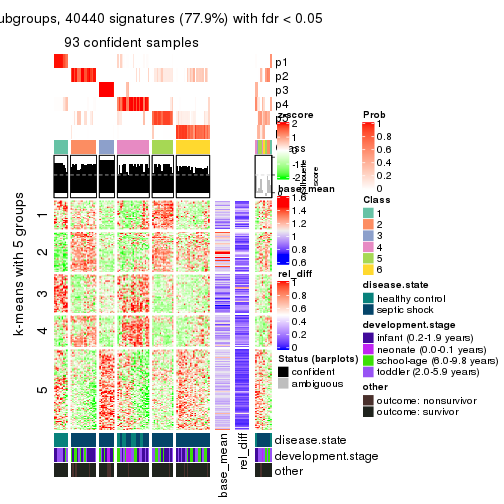 subgroups, 40440 signatures (77.9%) with fdr < 0.05
93 confident samples
p1
p2
p3
p4
z-score
2
1
0
-1
-2
Silhouette
score
base_mean
1.6
1.4
1.2
1
0.8
0.6
rel_diff
1
0.8
0.6
0.4
0.2
0
Status (barplots)
confident
ambiguous
Prob
1
0.8
0.6
0.4
0.2
0
Class
1
2
3
4
5
6
disease.state
healthy control
septic shock
development.stage
infant (0.2-1.9 years)
neonate (0.0-0.1 years)
school-age (6.0-9.8 years)
toddler (2.0-5.9 years)
other
outcome: nonsurvivor
outcome: survivor
k-means with 5 groups
1
2
3
4
5
disease.state
development.stage
other
base_mean
rel_diff